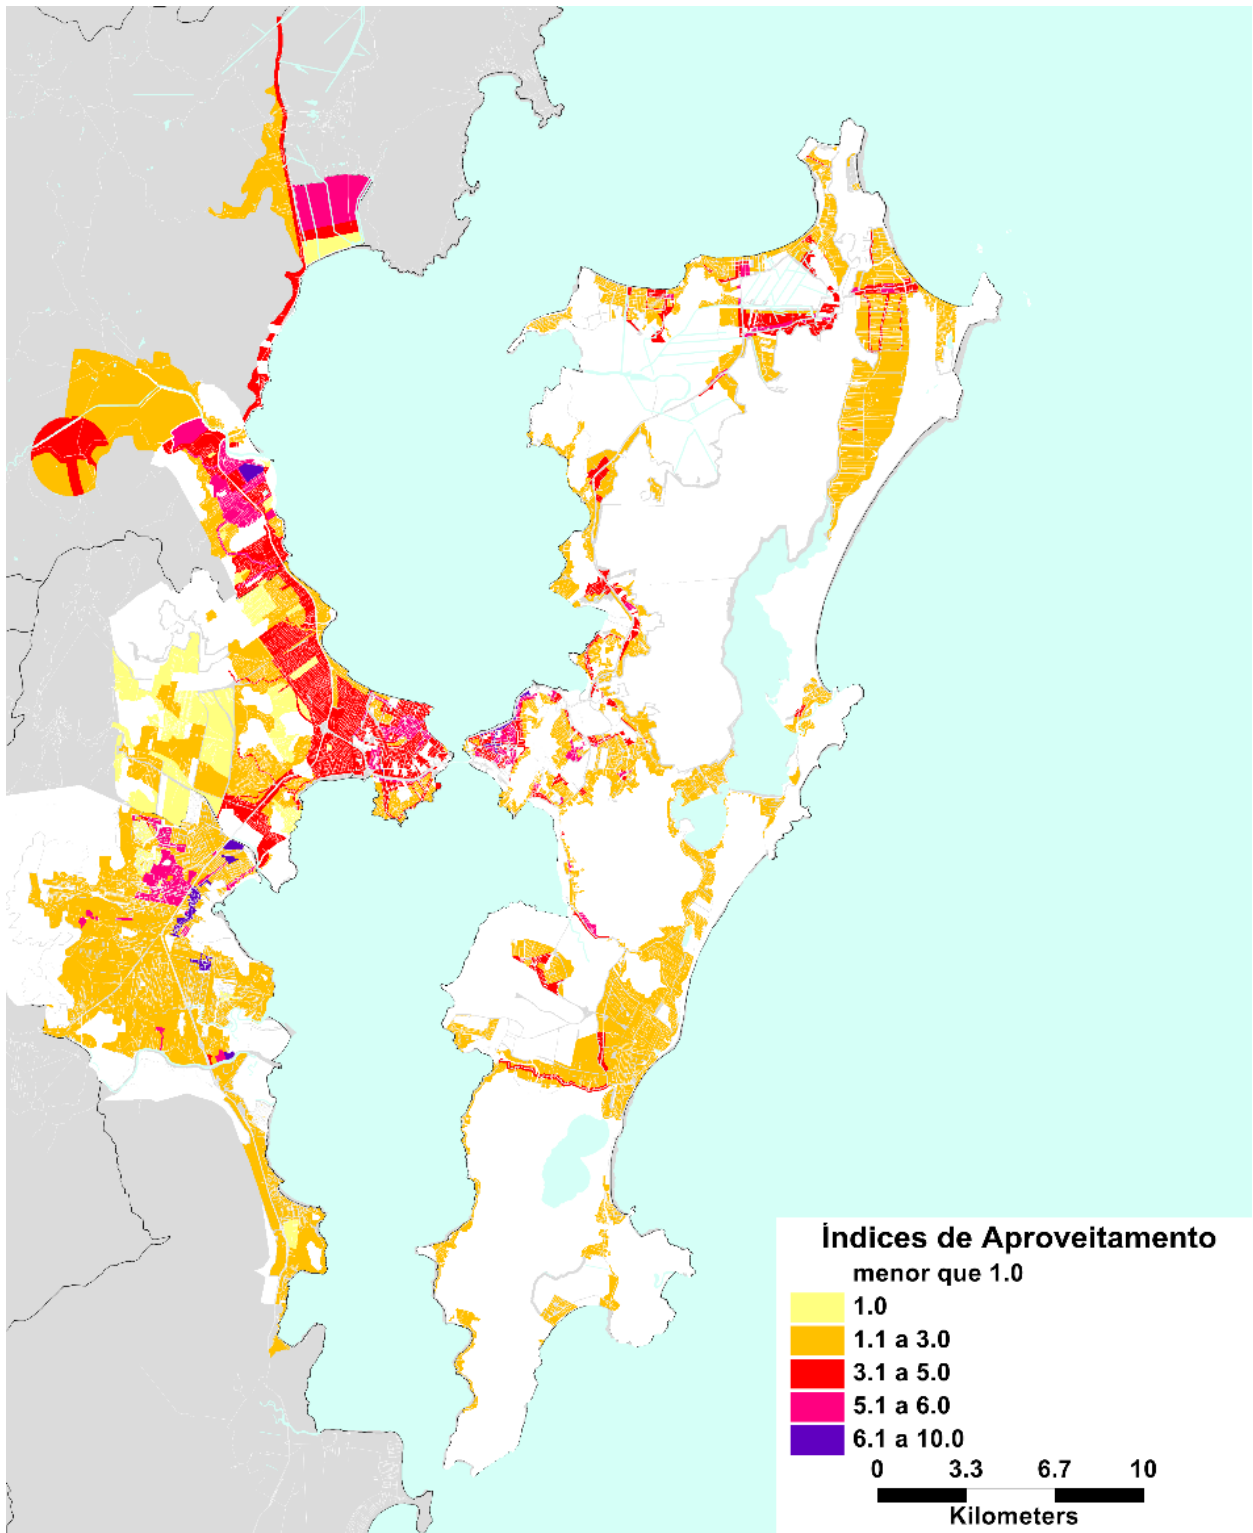 Índices de Aproveitamento
menor que 1.0
1.0
1.1 a 3.0
3.1 a 5.0
5.1 a 6.0
6.1 a 10.0
0 3.3 6.7 10
Kilometers